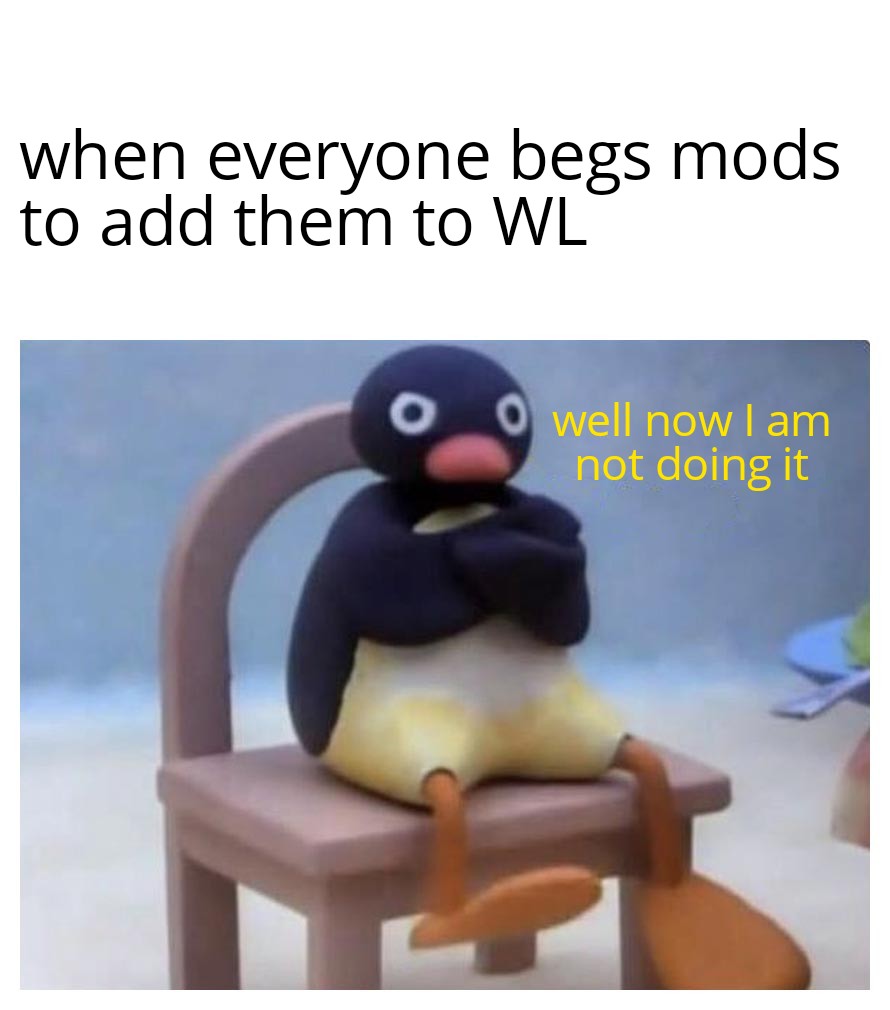 when everyone begs mods
to add them to WL
well now I am
not doing it